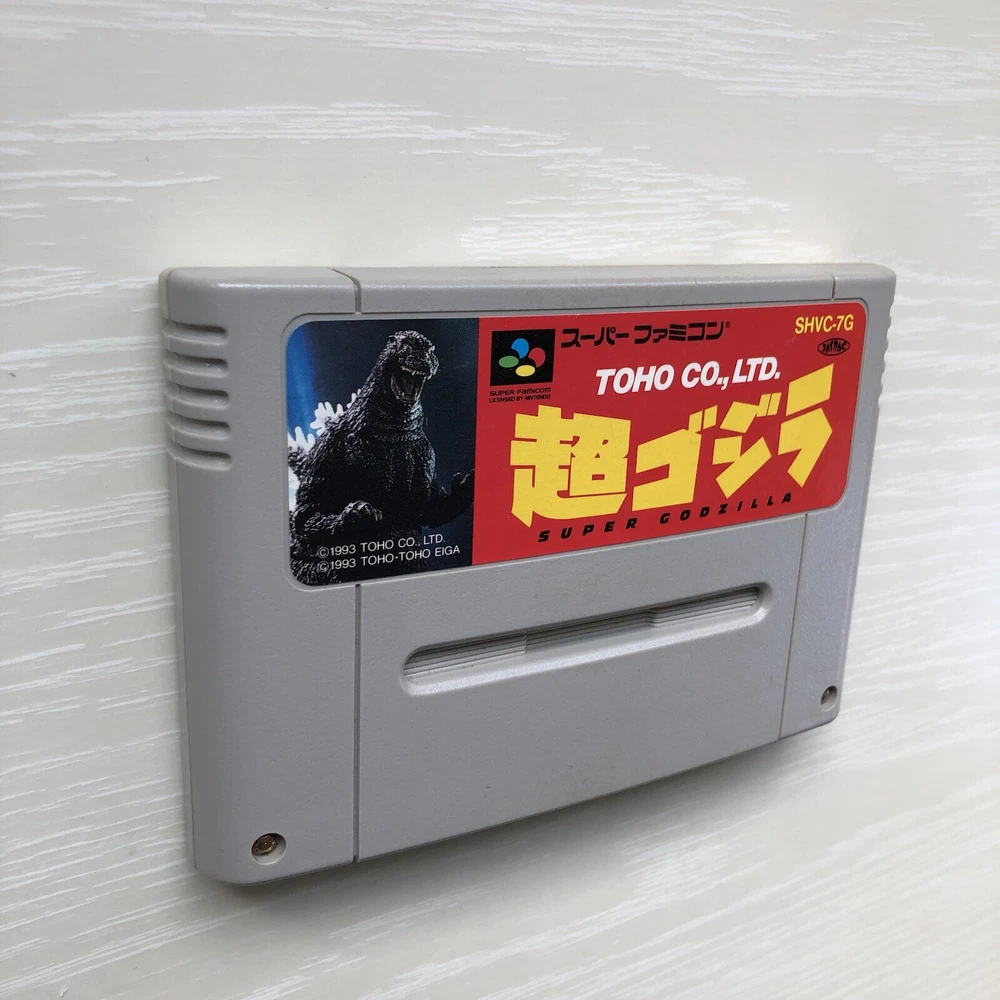 スーパーファミコン®
SHVC-7G
JASRAC
SUPER FAMICOM
LICENSED BY NINTENDO
TOHO CO., LTD.
超ゴジラ
SUPER GODZILLA
©1993 TOHO CO., LTD.
©1993 TOHO·TOHO EIGA